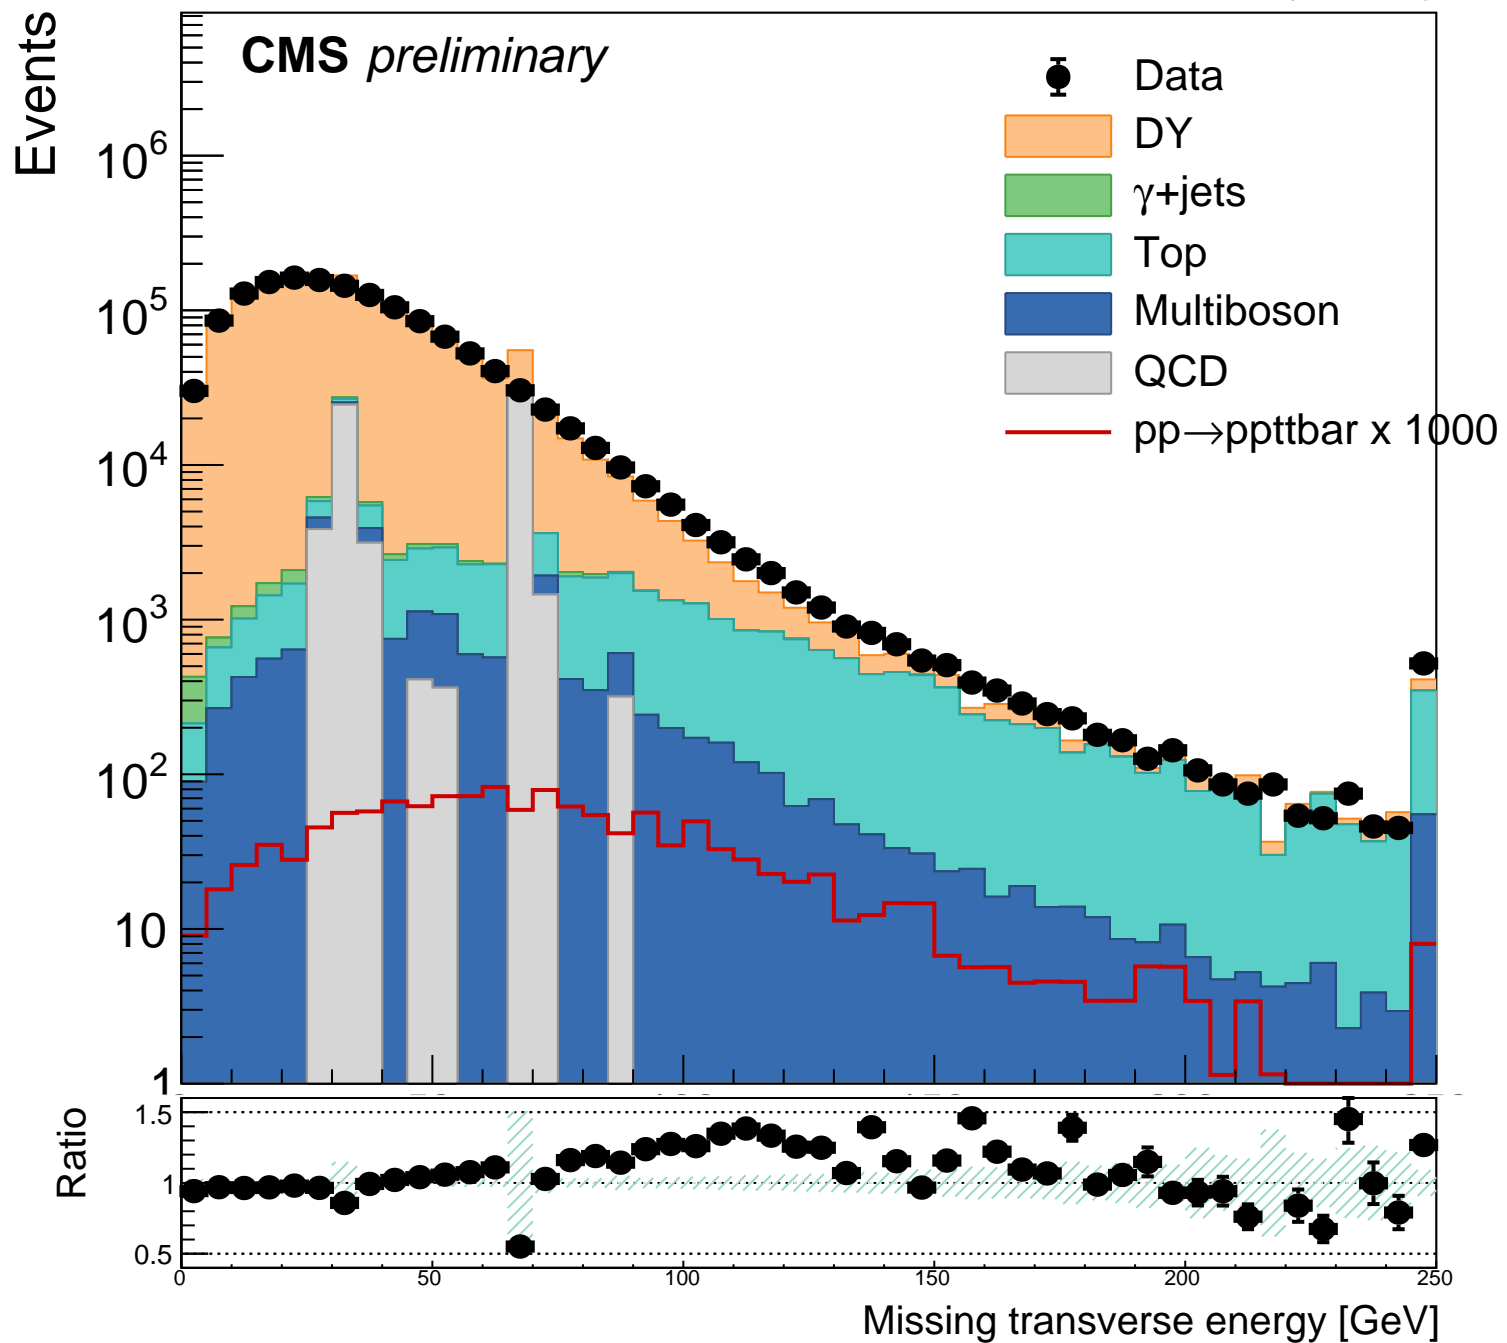 Events
CMS preliminary
Data
DY
γ+jets
Top
Multiboson
QCD
pp→ppttbar x 1000
10^6
10^5
10^4
10^3
10^2
10
1
Ratio
1.5
1
0.5
0 50 100 150 200 250
Missing transverse energy [GeV]